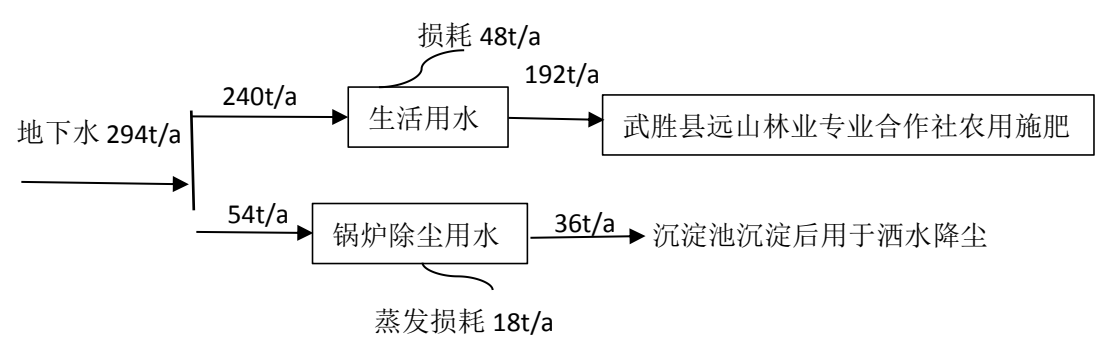 损耗 48t/a
192t/a
240t/a
生活用水
武胜县远山林业专业合作社农用施肥
地下水 294t/a
54t/a
锅炉除尘用水
36t/a
沉淀池沉淀后用于洒水降尘
蒸发损耗 18t/a